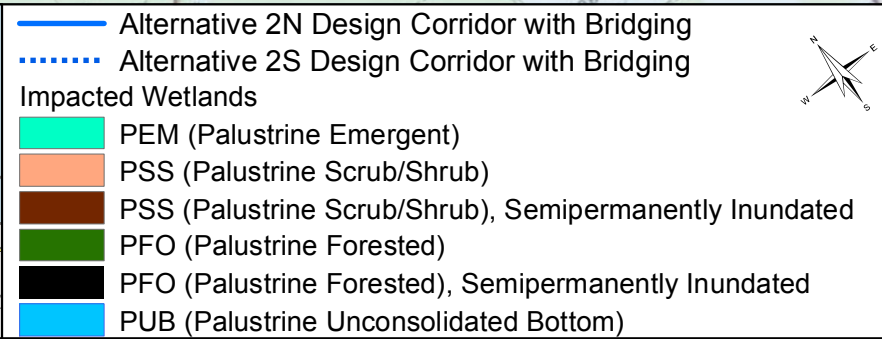 Alternative 2N Design Corridor with Bridging
Alternative 2S Design Corridor with Bridging
Impacted Wetlands
PEM (Palustrine Emergent)
PSS (Palustrine Scrub/Shrub)
PSS (Palustrine Scrub/Shrub), Semipermanently Inundated
PFO (Palustrine Forested)
PFO (Palustrine Forested), Semipermanently Inundated
PUB (Palustrine Unconsolidated Bottom)
N
E
W
S